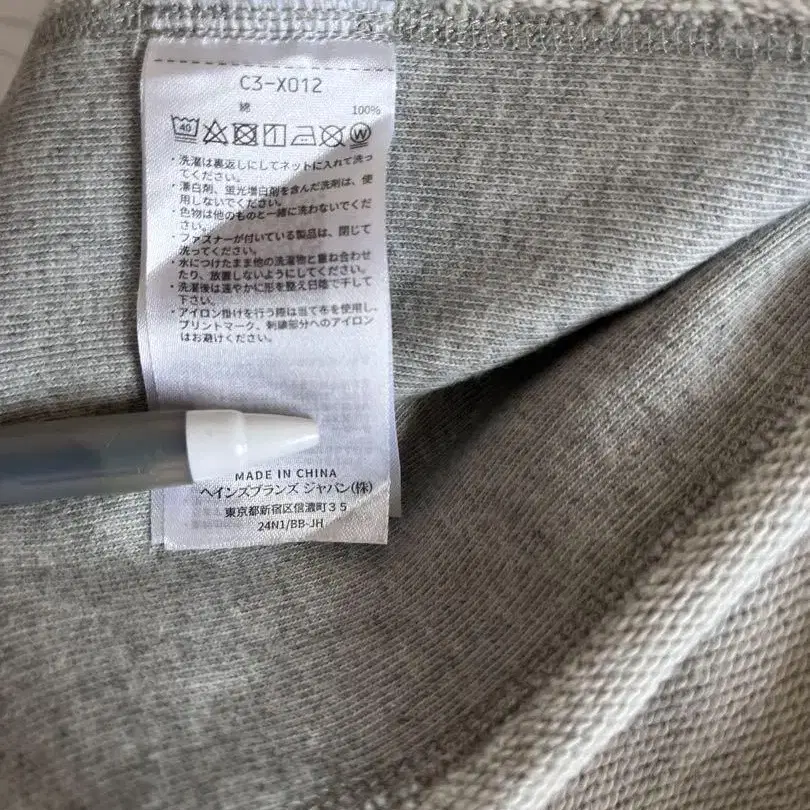 C3-X012
綿 100%
40
W
・洗濯は裏返しにしてネットに入れて洗っ
てください。
・漂白剤、蛍光増白剤を含んだ洗剤は、使
用しないでください。
・色物は他のものと一緒に洗わないでくだ
さい。
・ファスナーが付いている製品は、閉じて
洗ってください。
・水につけたまま他の洗濯物と重ね合わせ
たり、放置しないようにしてください。
・洗濯後は速やかに形を整え日陰で干して
下さい。
・アイロン掛けを行う際は当て布を使用し、
プリントマーク、刺繍部分へのアイロン
はお避けください。
MADE IN CHINA
ヘインズブランズ ジャパン(株)
東京都新宿区信濃町35
24N1/BB-JH